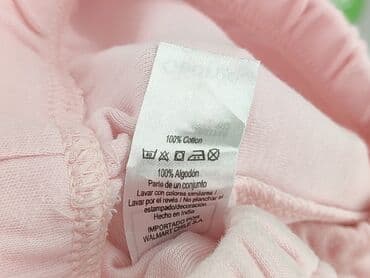 100% Cotton
100% Algodón
Parte de un conjunto
Lavar con colores similares /
Lavar por el revés / No planchar el
estampado/decoración
Hecho en India
IMPORTADO POR
WALMART CHILE S.A.